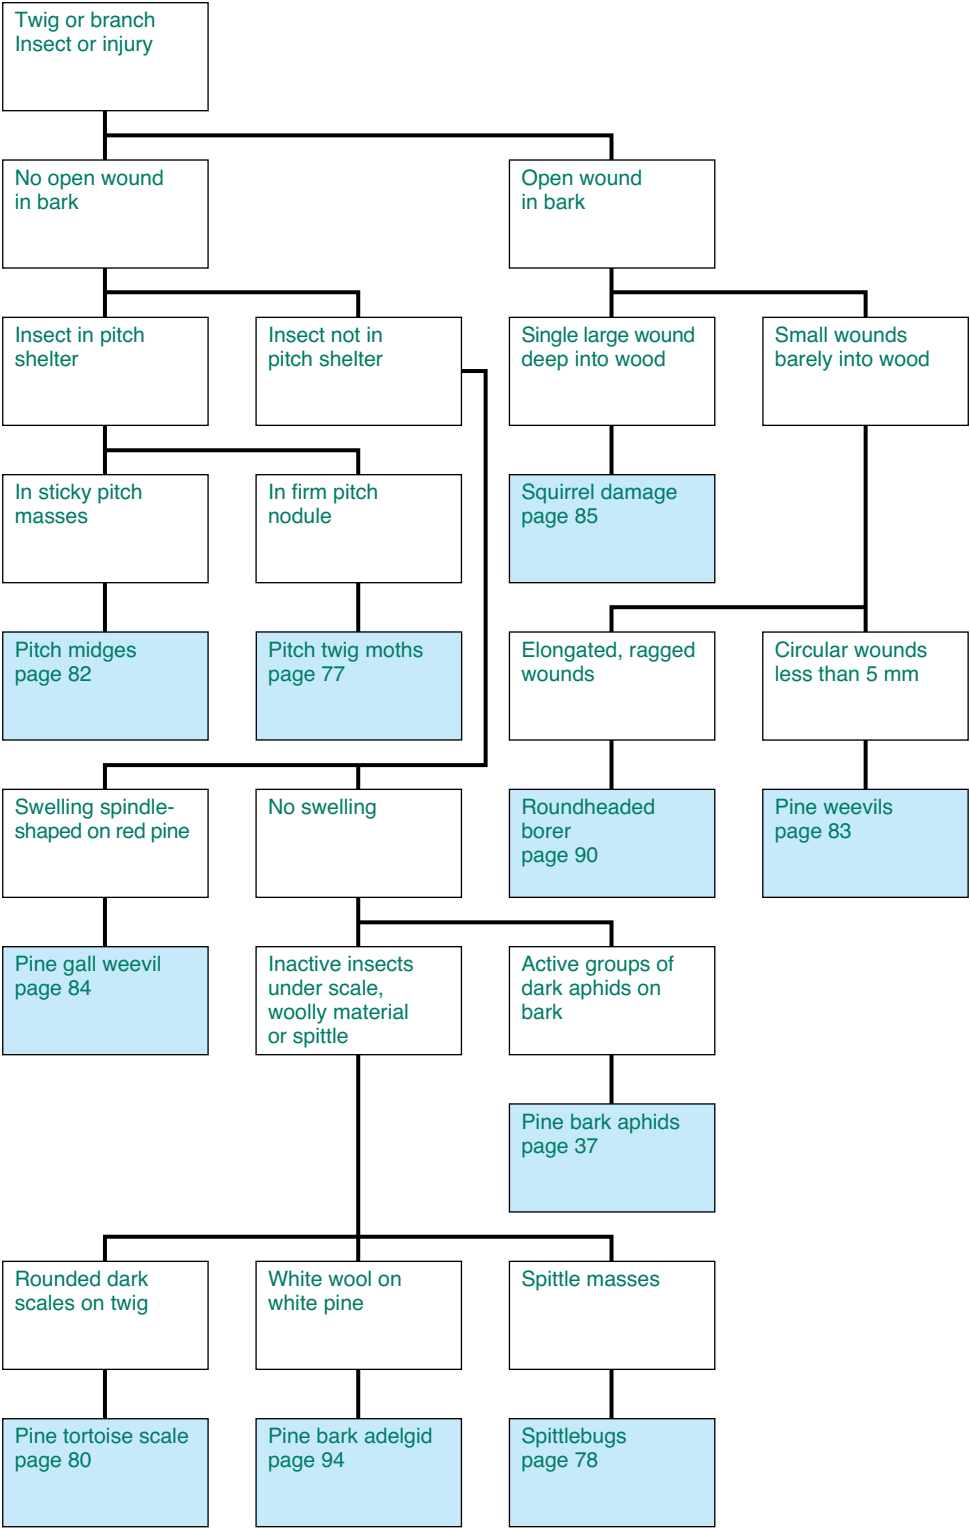 Twig or branch
Insect or injury
No open wound
in bark
Open wound
in bark
Insect in pitch
shelter
Insect not in
pitch shelter
Single large wound
deep into wood
Small wounds
barely into wood
In sticky pitch
masses
In firm pitch
nodule
Squirrel damage
page 85
Pitch midges
page 82
Pitch twig moths
page 77
Elongated, ragged
wounds
Circular wounds
less than 5 mm
Swelling spindle-
shaped on red pine
No swelling
Roundheaded
borer
page 90
Pine weevils
page 83
Pine gall weevil
page 84
Inactive insects
under scale,
woolly material
or spittle
Active groups of
dark aphids on
bark
Pine bark aphids
page 37
Rounded dark
scales on twig
White wool on
white pine
Spittle masses
Pine tortoise scale
page 80
Pine bark adelgid
page 94
Spittlebugs
page 78